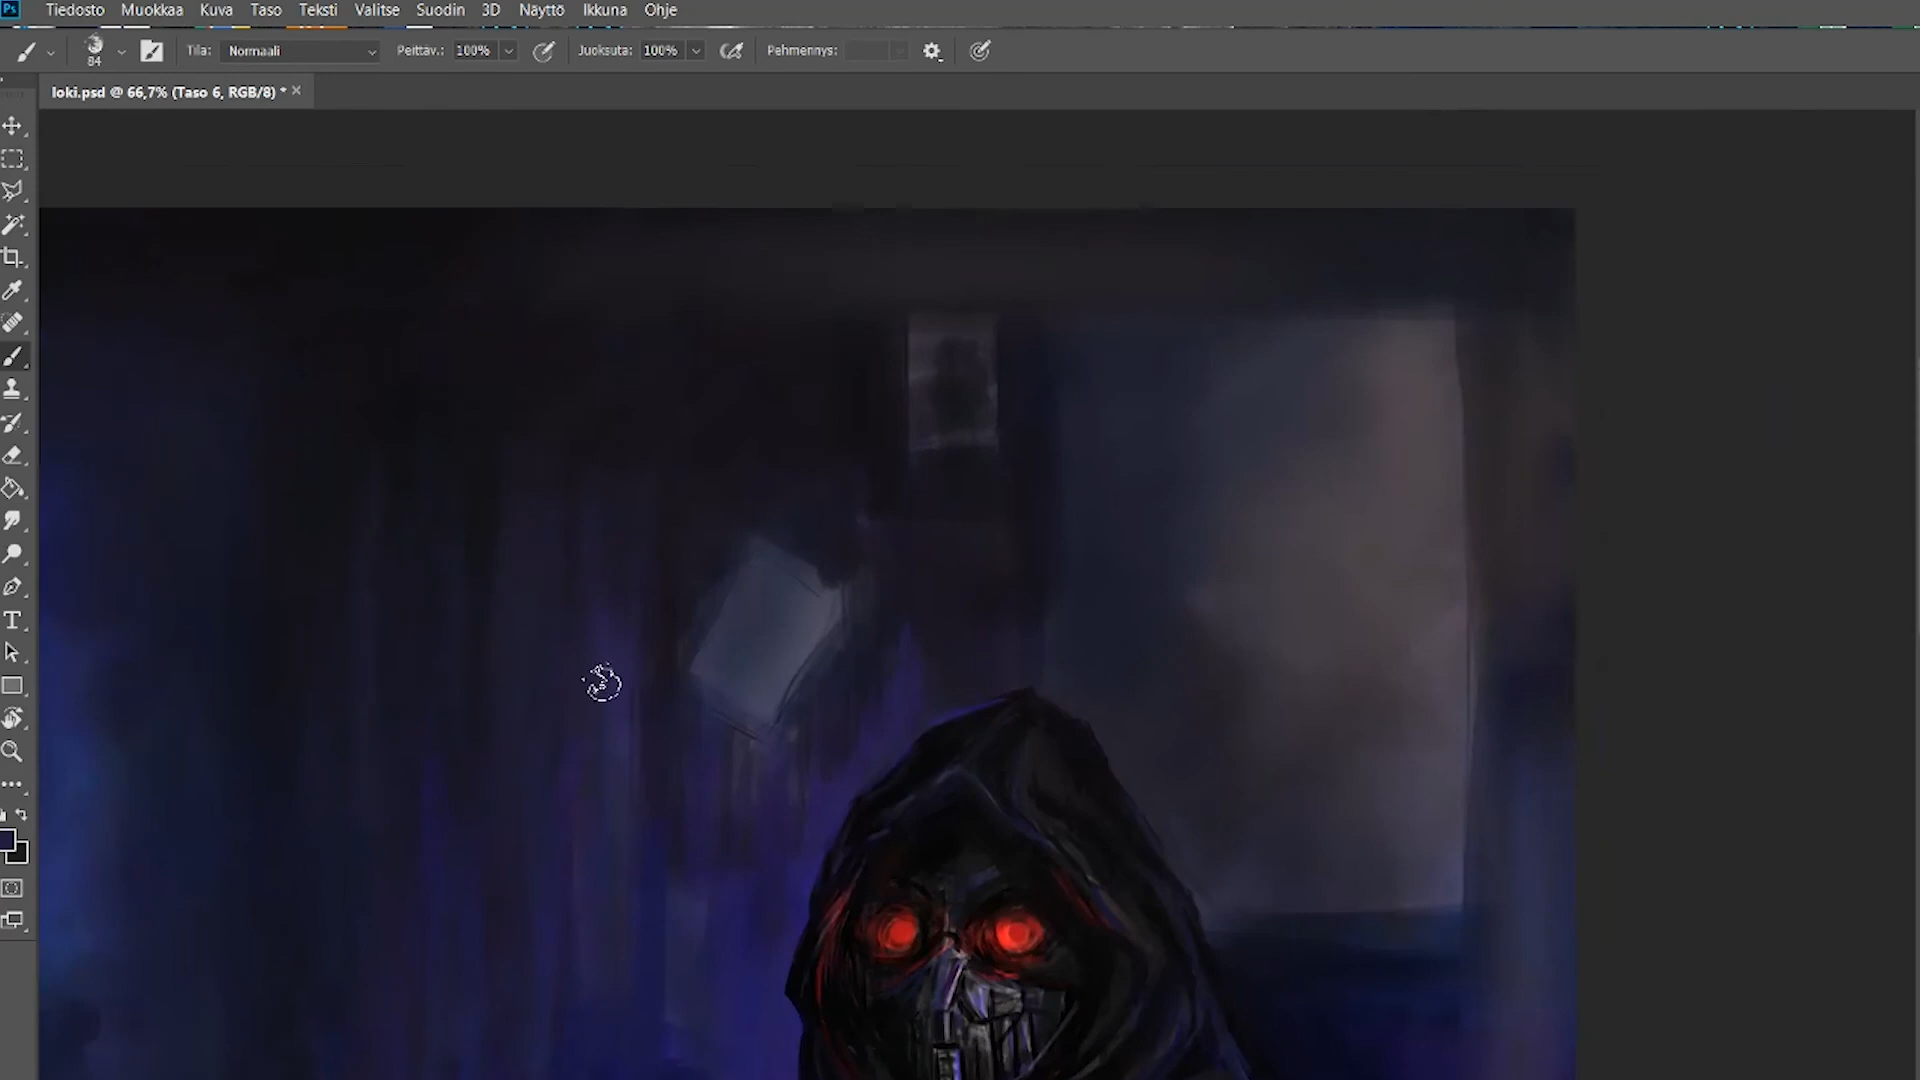 Ps Tiedosto Muokkaa Kuva Taso Teksti Valitse Suodin 3D Näyttö Ikkuna Ohje
84 Tila: Normaali Peittäv.: 100% Juoksuta: 100% Pehmennys:
loki.psd @ 66,7% (Taso 6, RGB/8) * ×
T